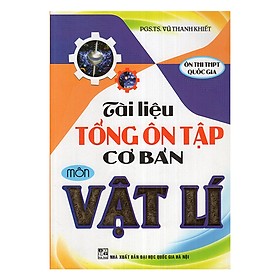 PGS.TS. VŨ THANH KHIẾT
ÔN THI THPT
QUỐC GIA
Tài liệu
TỔNG ÔN TẬP
CƠ BẢN
môn
VẬT LÍ
NHÀ XUẤT BẢN ĐẠI HỌC QUỐC GIA HÀ NỘI